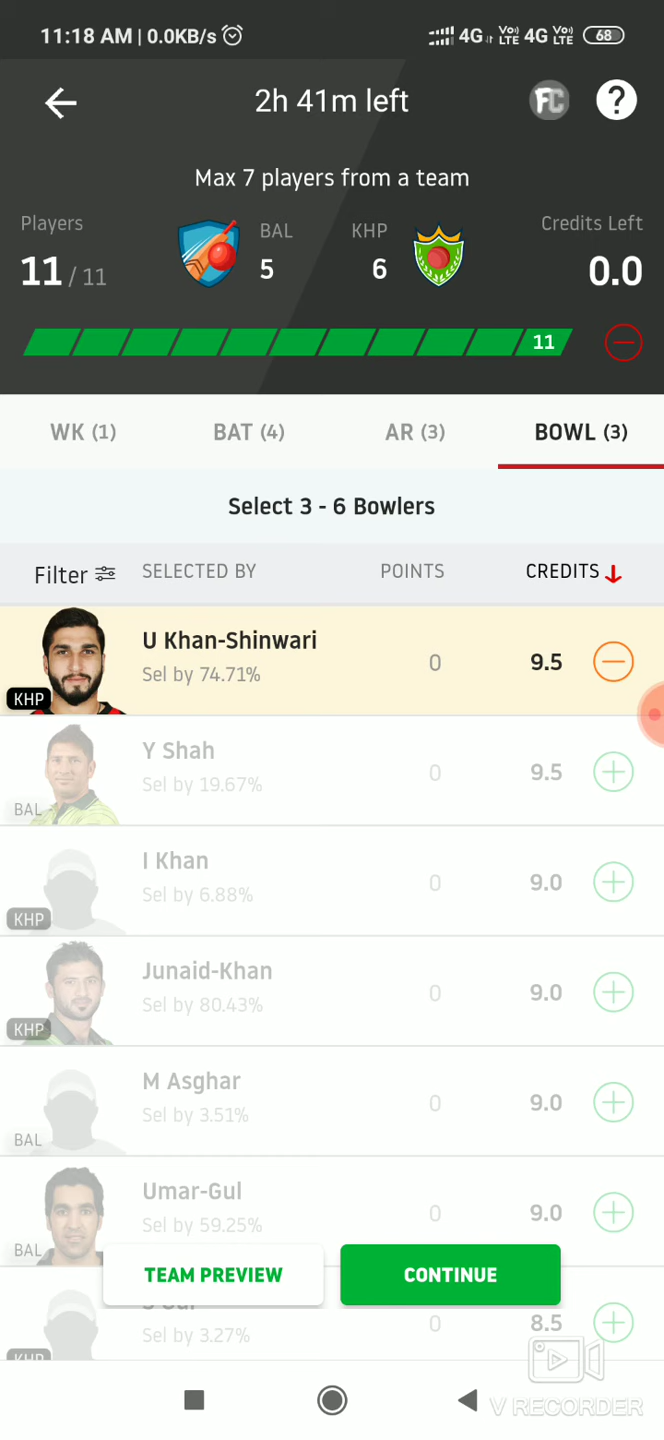 11:18 AM | 0.0KB/s
4G Vo) LTE 4G Vo) LTE 68
2h 41m left
FC ?
Max 7 players from a team
Players BAL KHP Credits Left
11 / 11 5 6 0.0
11
WK (1) BAT (4) AR (3) BOWL (3)
Select 3 - 6 Bowlers
Filter SELECTED BY POINTS CREDITS
U Khan-Shinwari
Sel by 74.71% 0 9.5
KHP
Y Shah
Sel by 19.67% 0 9.5
BAL
I Khan
Sel by 6.88% 0 9.0
KHP
Junaid-Khan
Sel by 80.43% 0 9.0
KHP
M Asghar
Sel by 3.51% 0 9.0
BAL
Umar-Gul
Sel by 59.25% 0 9.0
BAL
TEAM PREVIEW CONTINUE
Sel by 3.27% 0 8.5
KHP
V RECORDER